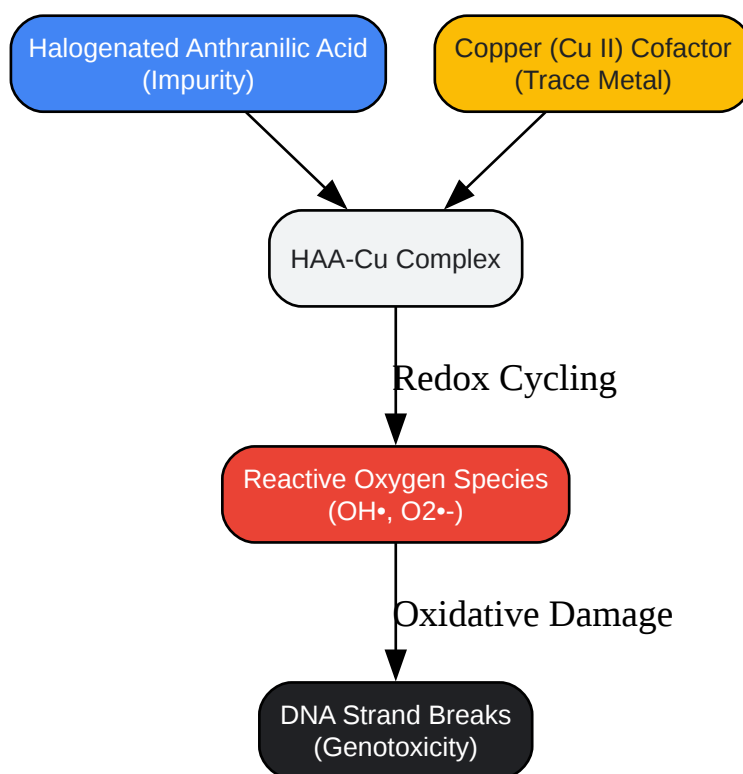 Halogenated Anthranilic Acid
(Impurity)
Copper (Cu II) Cofactor
(Trace Metal)
HAA-Cu Complex
Redox Cycling
Reactive Oxygen Species
(OH•, O2•-)
Oxidative Damage
DNA Strand Breaks
(Genotoxicity)